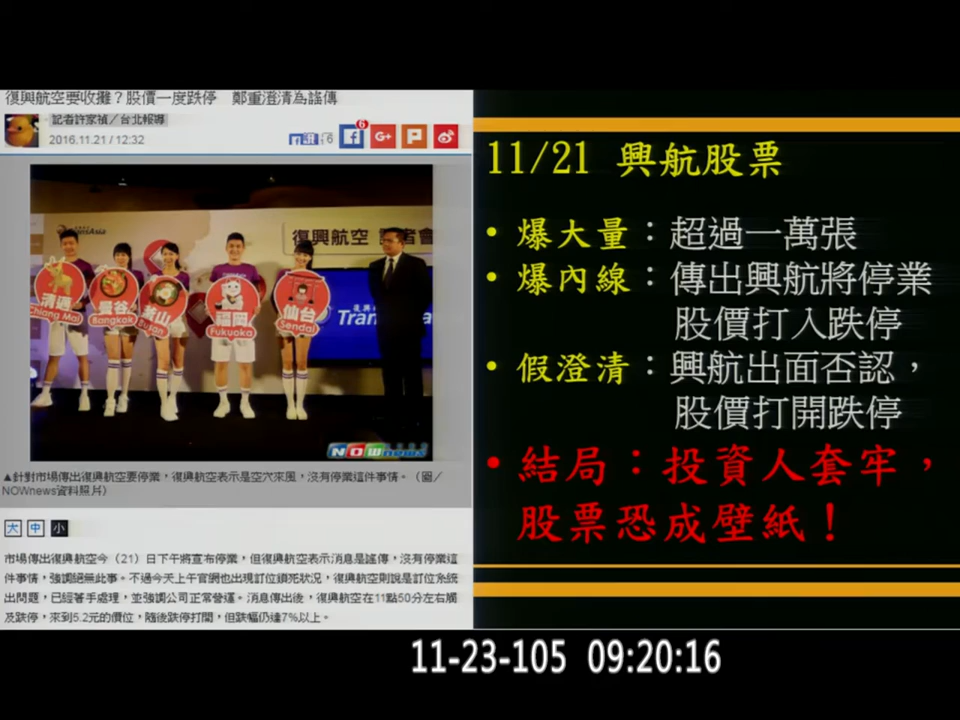 復興航空要收攤？股價一度跌停　鄭重澄清為謠傳
記者許家禎／台北報導
2016.11.21 / 12:32
6
6
G+
復興航空 記者會
清邁
Chiang Mai
曼谷
Bangkok
釜山
Busan
福岡
Fukuoka
仙台
Sendai
NOWnews
▲針對市場傳出復興航空要停業，復興航空表示是空穴來風，沒有停業這件事情。（圖／
NOWnews資料照片）
大 中 小
市場傳出復興航空今（21）日下午將宣布停業，但復興航空表示消息是謠傳，沒有停業這
件事情，強調絕無此事。不過今天上午官網也出現訂位鎖死狀況，復興航空則說是訂位系統
出問題，已經著手處理，並強調公司正常營運。消息傳出後，復興航空在11點50分左右觸
及跌停，來到5.2元的價位，隨後跌停打開，但跌幅仍達7%以上。
11/21 興航股票
• 爆大量：超過一萬張
• 爆內線：傳出興航將停業
股價打入跌停
• 假澄清：興航出面否認，
股價打開跌停
• 結局：投資人套牢，
股票恐成壁紙！
11-23-105 09:20:16